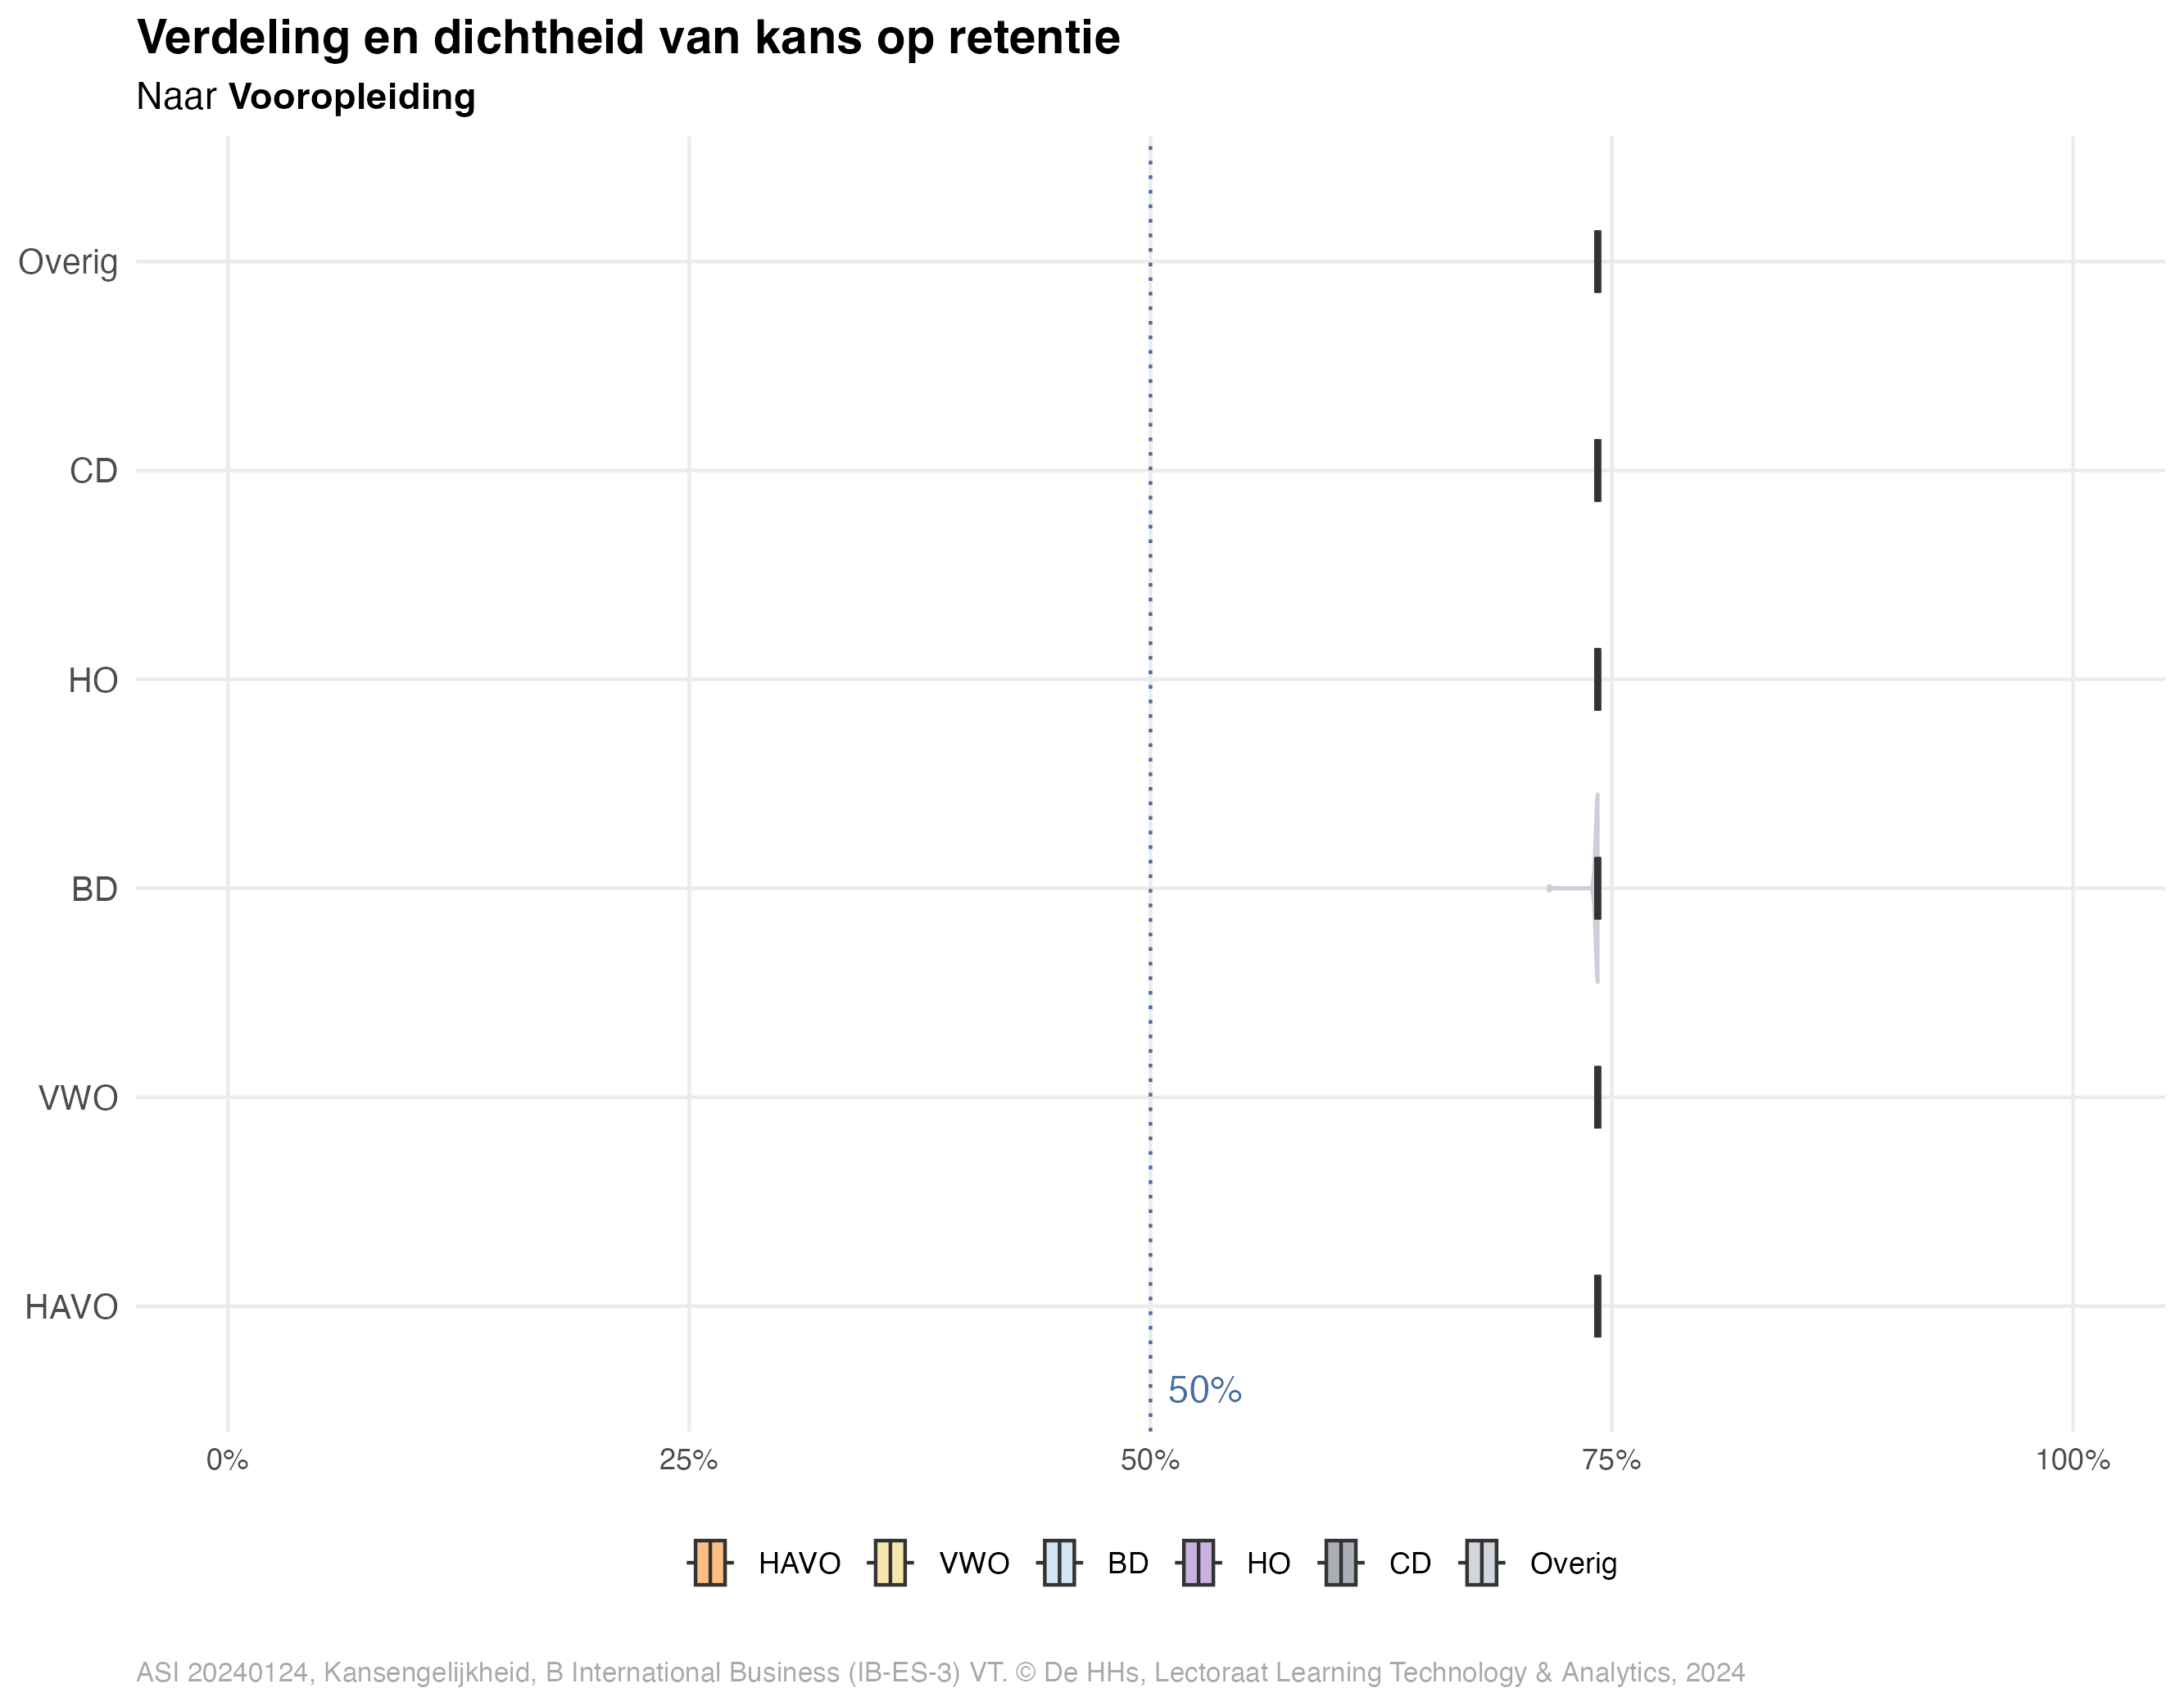 Verdeling en dichtheid van kans op retentie
Naar Vooropleiding
Overig
CD
HO
BD
VWO
HAVO
50%
0% 25% 50% 75% 100%
HAVO VWO BD HO CD Overig
ASI 20240124, Kansengelijkheid, B International Business (IB-ES-3) VT. © De HHs, Lectoraat Learning Technology & Analytics, 2024